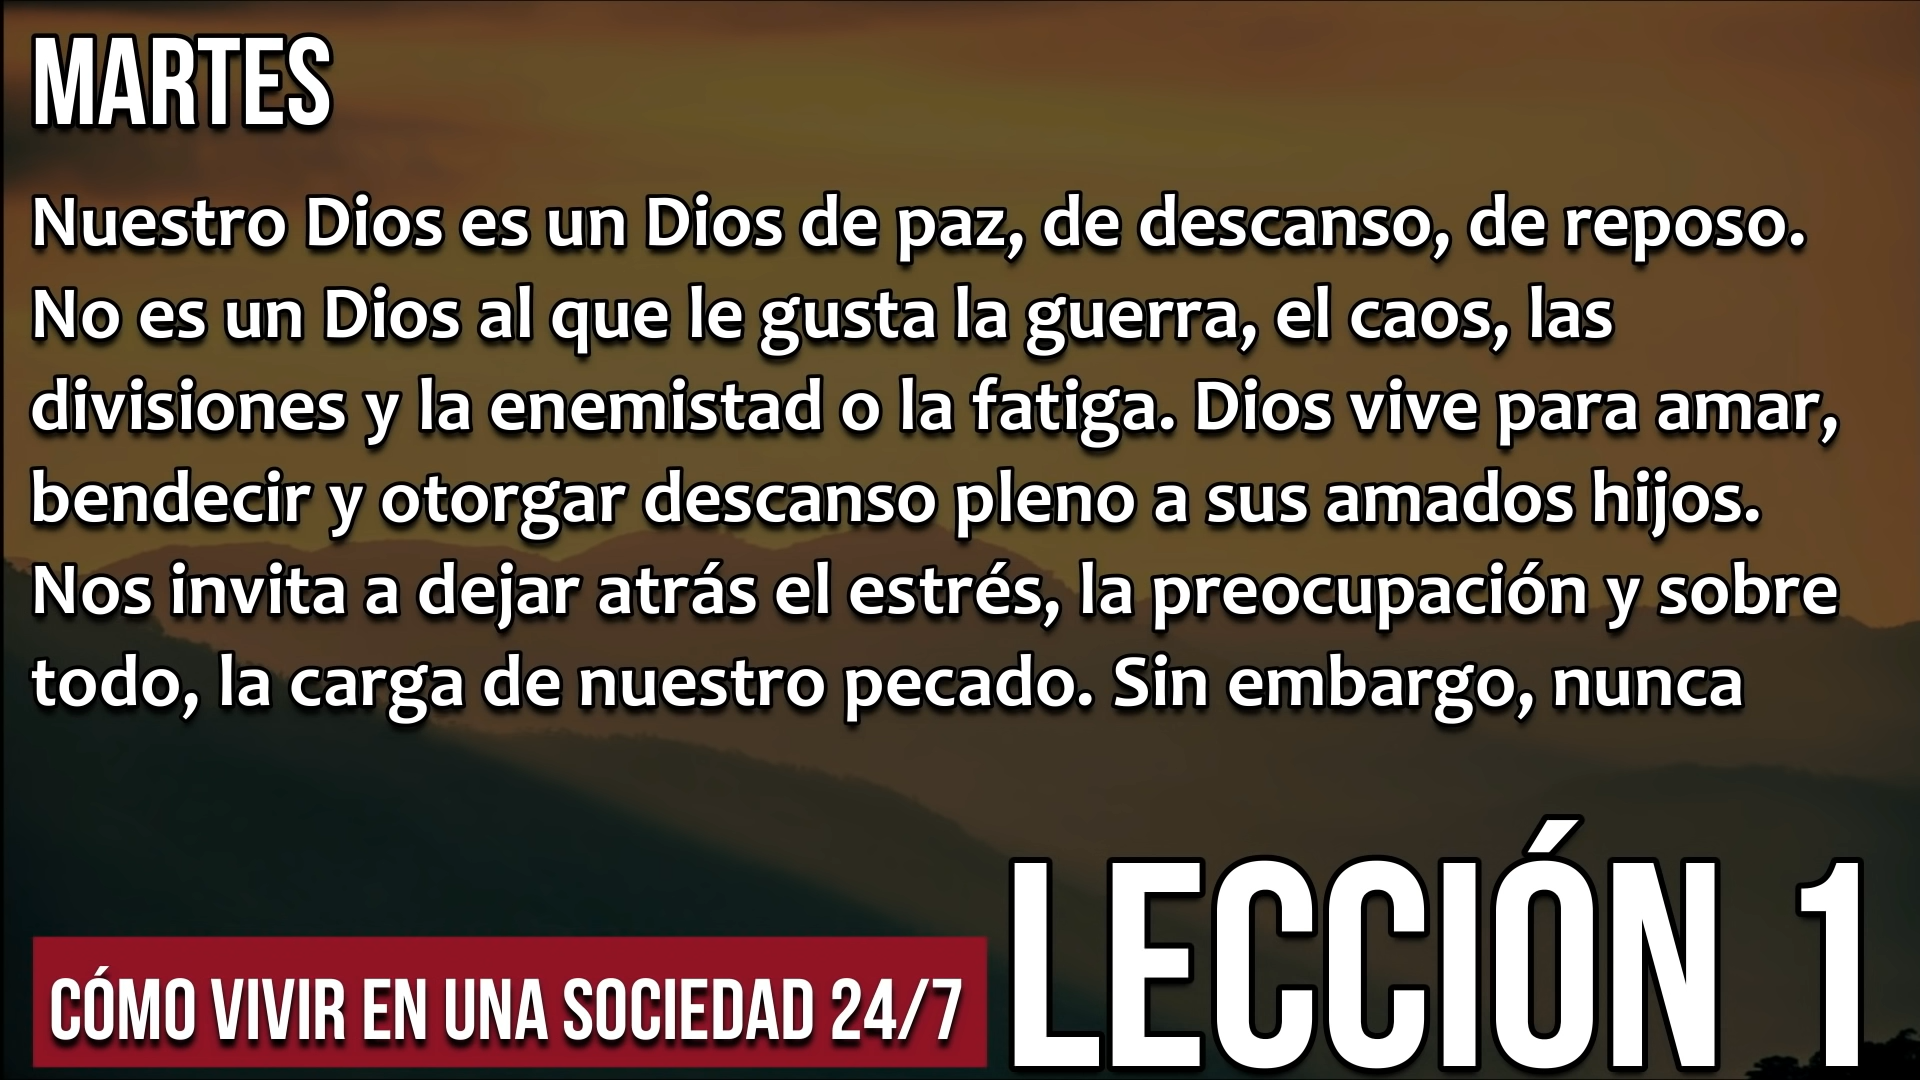 MARTES
Nuestro Dios es un Dios de paz, de descanso, de reposo.
No es un Dios al que le gusta la guerra, el caos, las
divisiones y la enemistad o la fatiga. Dios vive para amar,
bendecir y otorgar descanso pleno a sus amados hijos.
Nos invita a dejar atrás el estrés, la preocupación y sobre
todo, la carga de nuestro pecado. Sin embargo, nunca
CÓMO VIVIR EN UNA SOCIEDAD 24/7
LECCIÓN 1